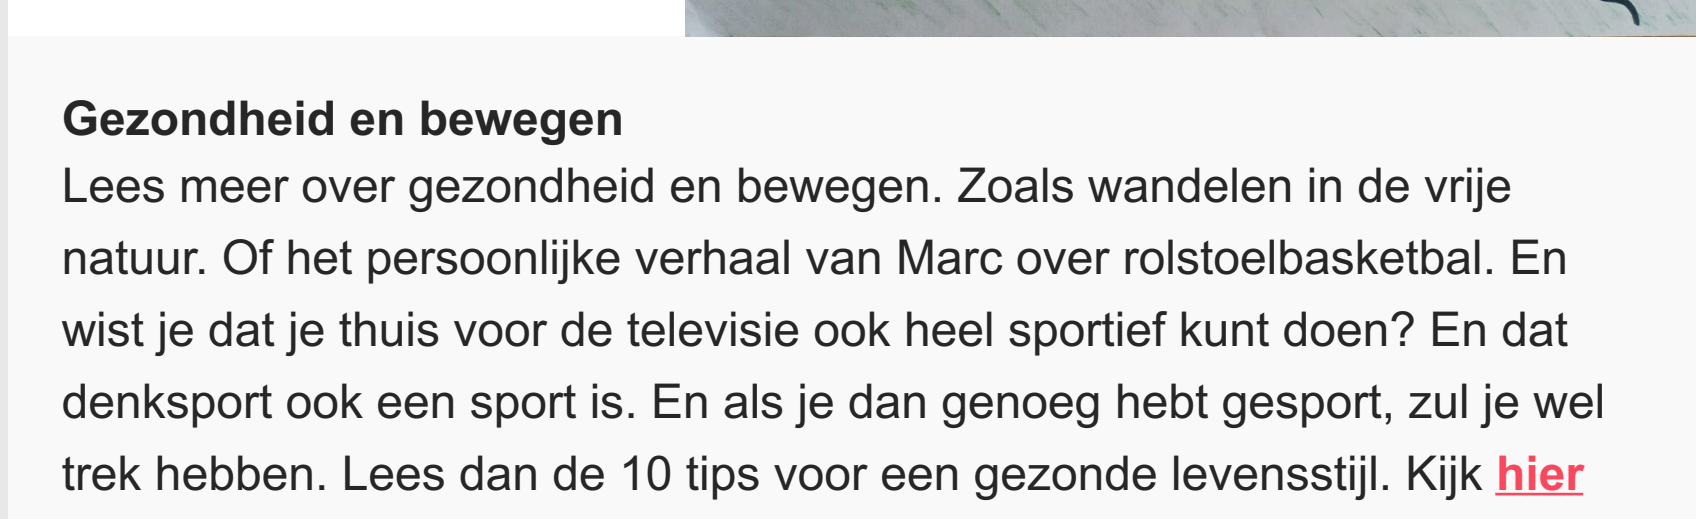 Gezondheid en bewegen
Lees meer over gezondheid en bewegen. Zoals wandelen in de vrije
natuur. Of het persoonlijke verhaal van Marc over rolstoelbasketbal. En
wist je dat je thuis voor de televisie ook heel sportief kunt doen? En dat
denksport ook een sport is. En als je dan genoeg hebt gesport, zul je wel
trek hebben. Lees dan de 10 tips voor een gezonde levensstijl. Kijk hier